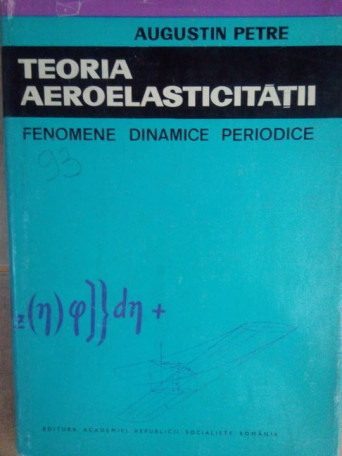 AUGUSTIN PETRE
TEORIA
AEROELASTICITĂȚII
FENOMENE DINAMICE PERIODICE
93
(η)φ]}dη +
EDITURA ACADEMIEI REPUBLICII SOCIALISTE ROMÂNIA